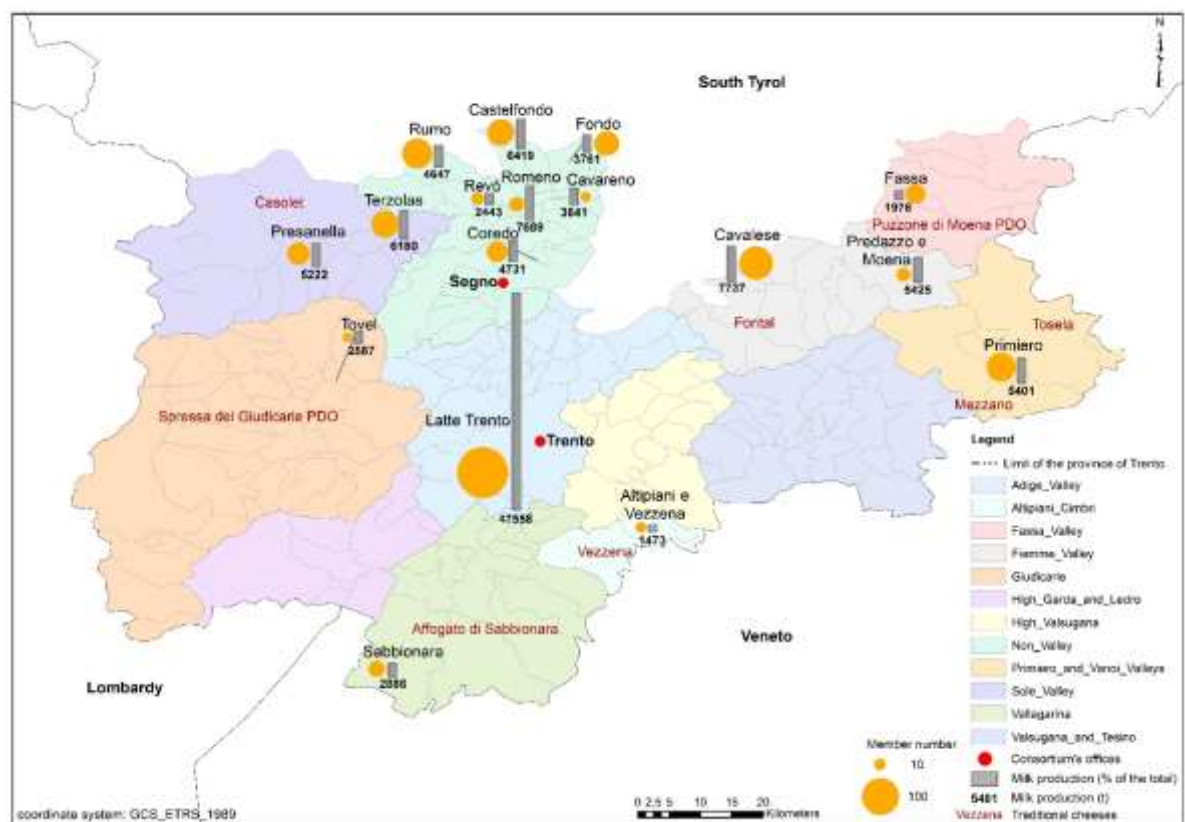 N
South Tyrol
Castelfondo
6419
Rumo
4647
Fondo
3761
Revò
2443
Romeno
7689
Cavareno
3841
Casolet
Terzolas
6180
Presanella
5222
Coredo
4731
Segno
Fassa
1976
Puzzone di Moena PDO
Cavalese
7737
Predazzo e
Moena
5425
Fontal
Tosela
Primiero
5401
Mezzano
Tovel
2587
Spressa delle Giudicarie PDO
Latte Trento
47558
Trento
Altipiani e
Vezzena
1473
Vezzena
Affogato di Sabbionara
Sabbionara
2886
Lombardy
Veneto
Legend
Limit of the province of Trento
Adige_Valley
Altipiani_Cimbri
Fassa_Valley
Fiemme_Valley
Giudicarie
High_Garda_and_Ledro
High_Valsugana
Non_Valley
Primiero_and_Vanoi_Valleys
Sole_Valley
Vallagarina
Valsugana_and_Tesino
Consortium's offices
Milk production (% of the total)
5401 Milk production (t)
Vezzena Traditional cheeses
Member number
10
100
0 2.5 5 10 15 20
Kilometers
coordinate system: GCS_ETRS_1989